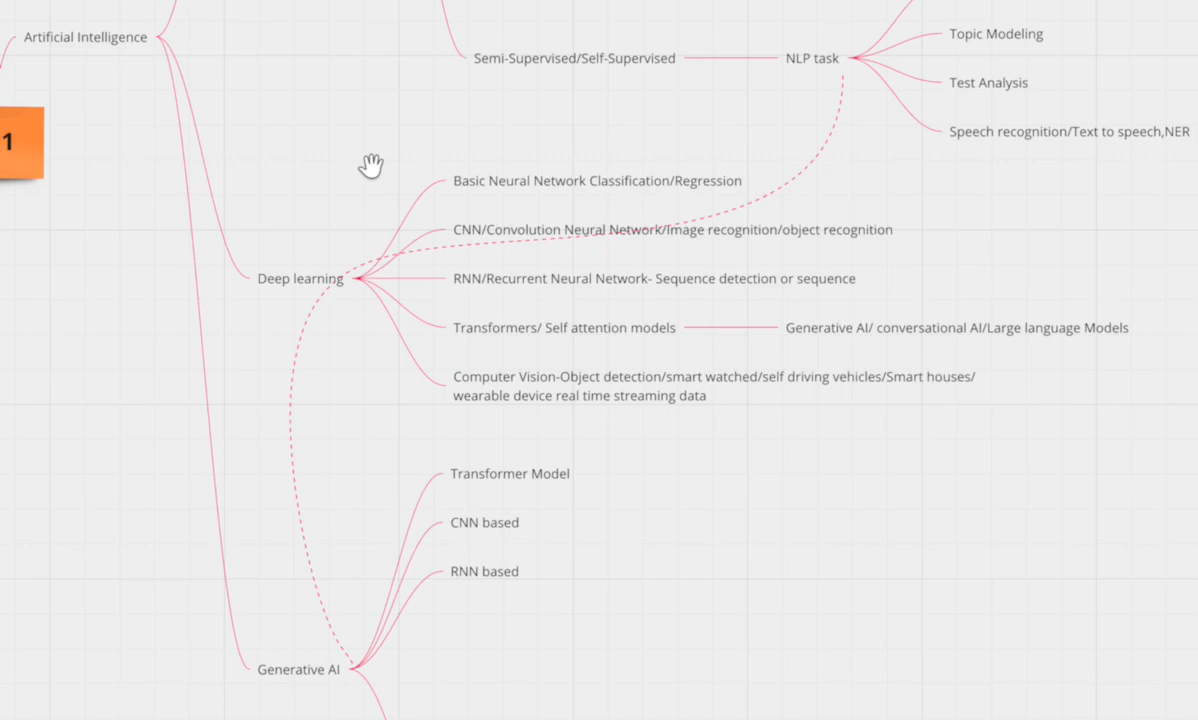 Artificial Intelligence
1
Semi-Supervised/Self-Supervised
NLP task
Topic Modeling
Test Analysis
Speech recognition/Text to speech,NER
Deep learning
Basic Neural Network Classification/Regression
CNN/Convolution Neural Network/Image recognition/object recognition
RNN/Recurrent Neural Network- Sequence detection or sequence
Transformers/ Self attention models
Generative AI/ conversational AI/Large language Models
Computer Vision-Object detection/smart watched/self driving vehicles/Smart houses/
wearable device real time streaming data
Generative AI
Transformer Model
CNN based
RNN based